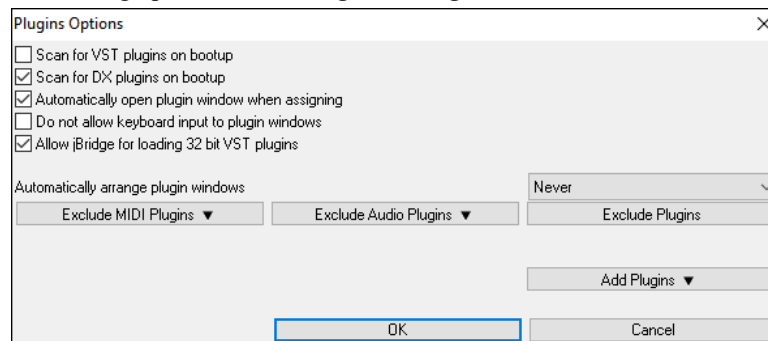 Plugins Options
Scan for VST plugins on bootup
Scan for DX plugins on bootup
Automatically open plugin window when assigning
Do not allow keyboard input to plugin windows
Allow jBridge for loading 32 bit VST plugins
Automatically arrange plugin windows Never
Exclude MIDI Plugins ▼ Exclude Audio Plugins ▼ Exclude Plugins
Add Plugins ▼
OK Cancel